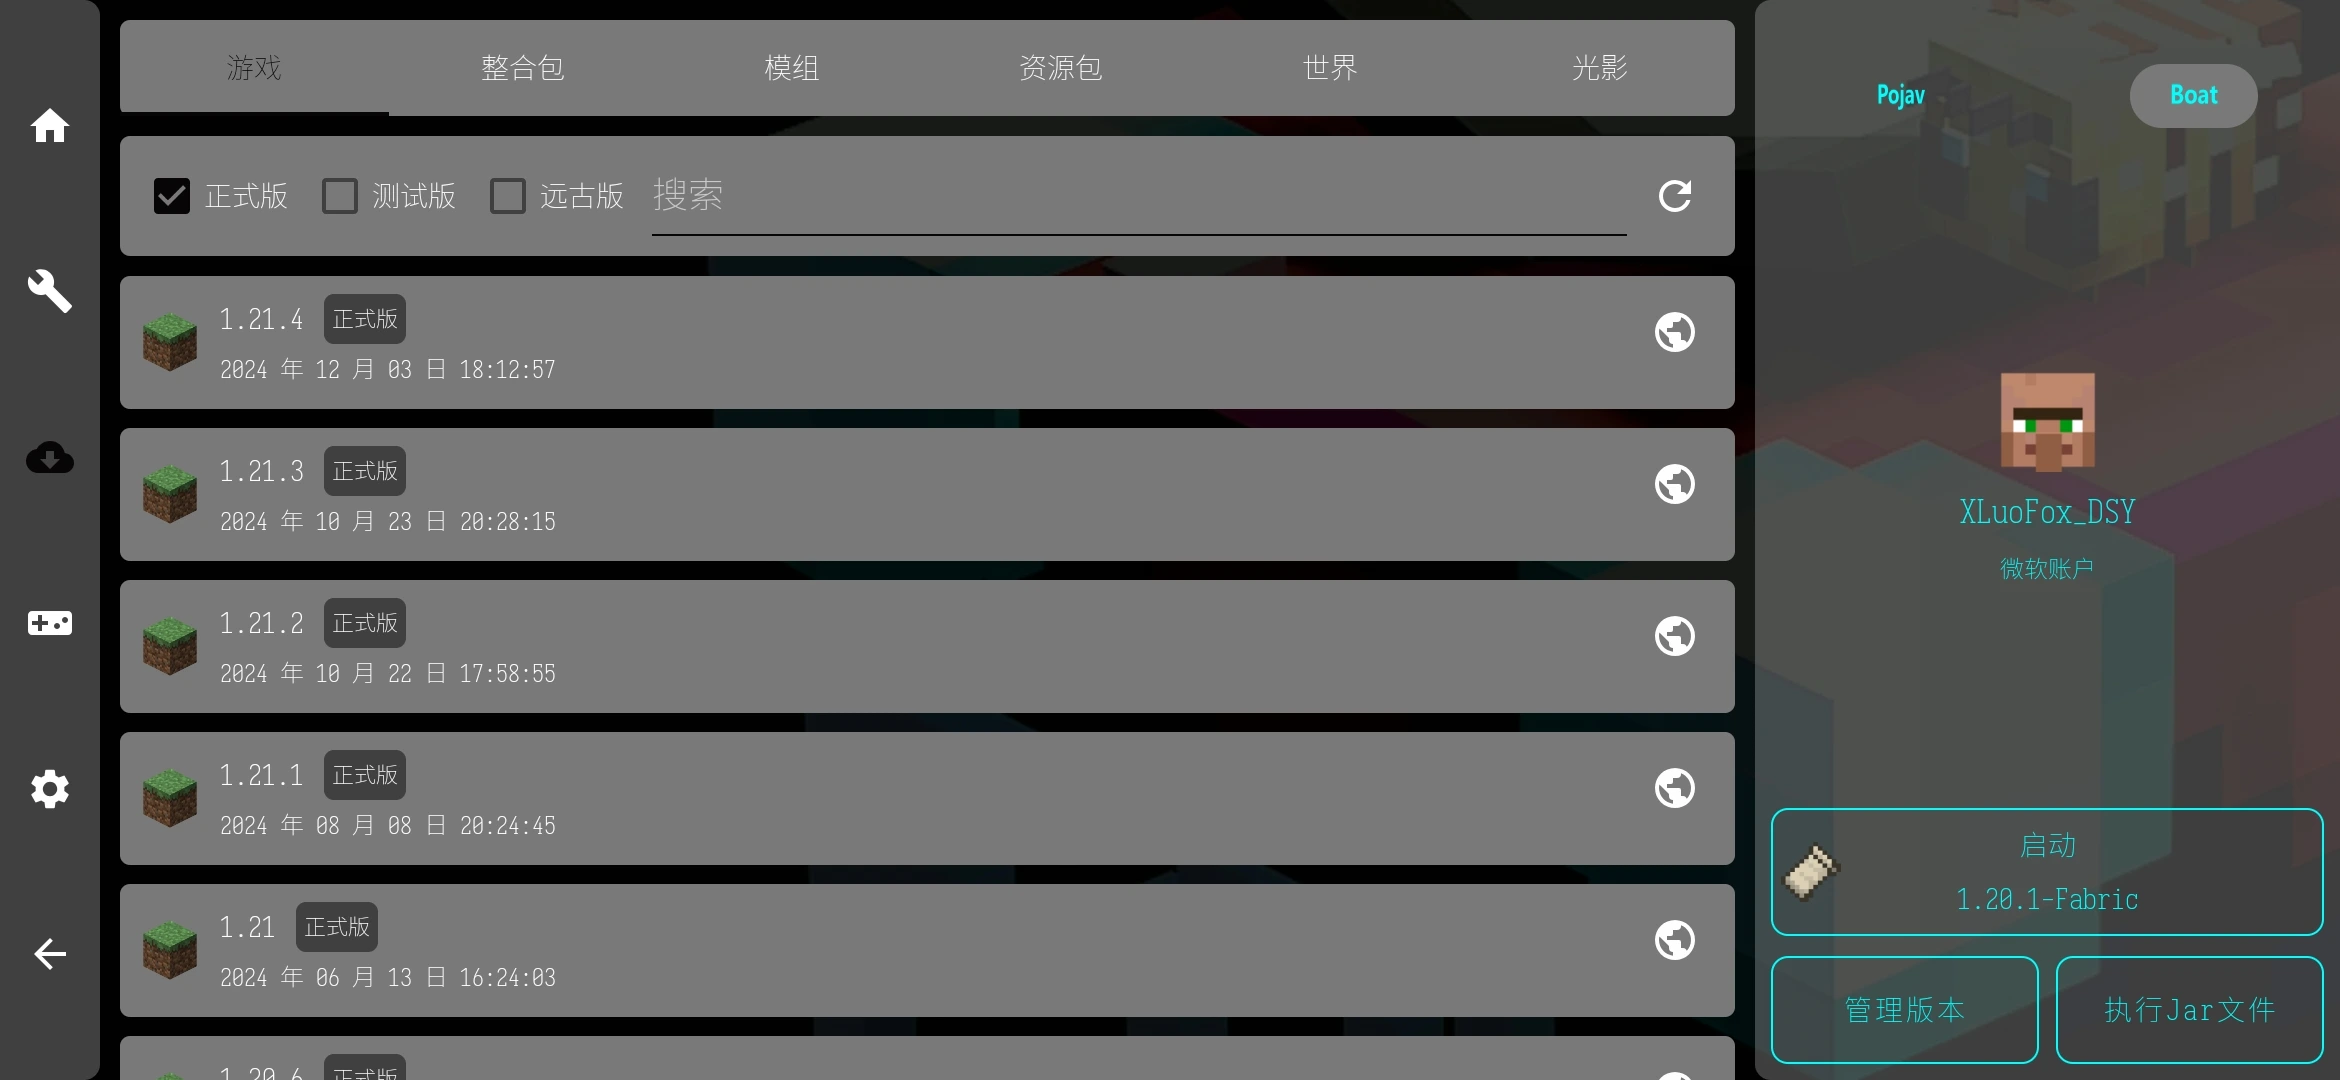 游戏 整合包 模组 资源包 世界 光影
正式版 测试版 远古版 搜索
1.21.4 正式版
2024 年 12 月 03 日 18:12:57
1.21.3 正式版
2024 年 10 月 23 日 20:28:15
1.21.2 正式版
2024 年 10 月 22 日 17:58:55
1.21.1 正式版
2024 年 08 月 08 日 20:24:45
1.21 正式版
2024 年 06 月 13 日 16:24:03
1.20.6 正式版
Pojav Boat
XLuoFox_DSY
微软账户
启动
1.20.1-Fabric
管理版本 执行Jar文件